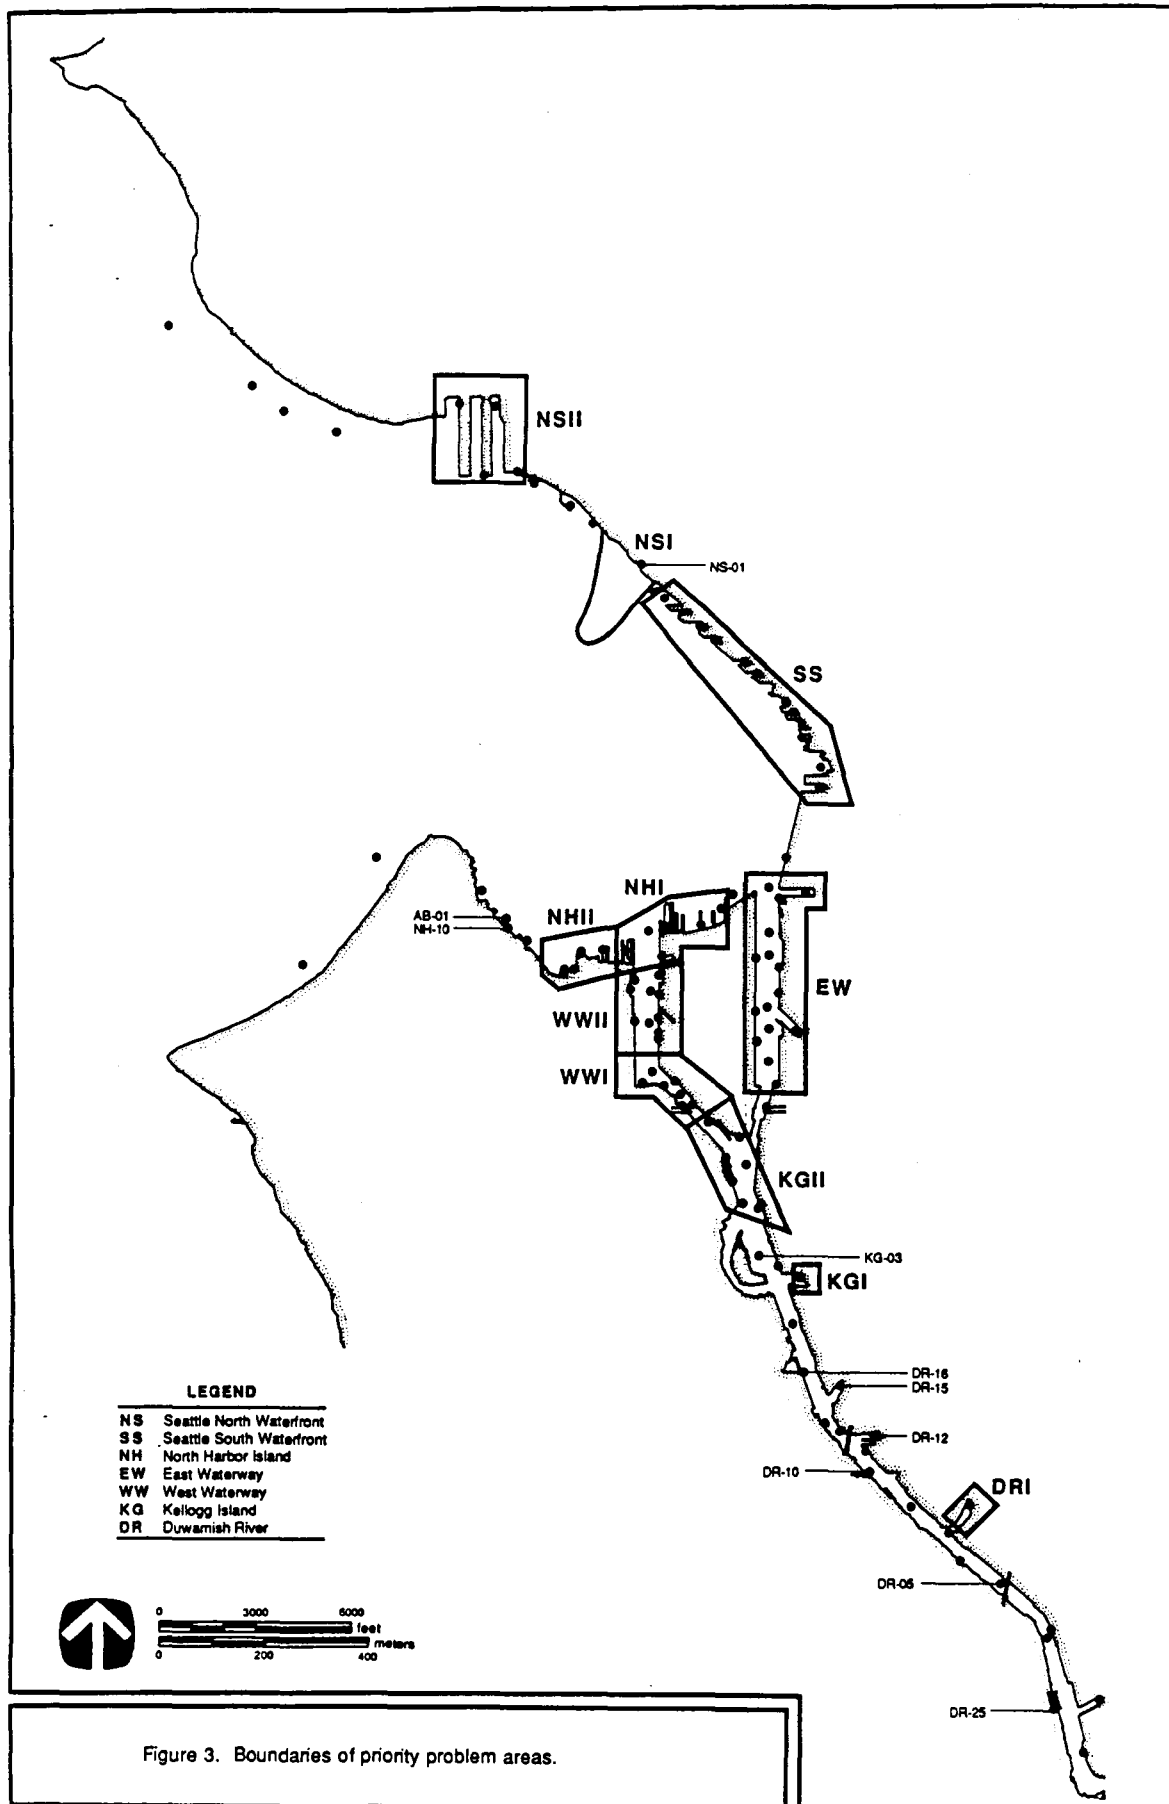 NSII
NSI
NS-01
SS
NHI
AB-01
NH-10
NHII
EW
WWII
WWI
KGII
KG-03
KGI
DR-16
DR-15
DR-12
DR-10
DRI
DR-05
DR-25
LEGEND
NS Seattle North Waterfront
SS Seattle South Waterfront
NH North Harbor Island
EW East Waterway
WW West Waterway
KG Kellogg Island
DR Duwamish River
0 3000 6000
feet
meters
0 200 400
Figure 3. Boundaries of priority problem areas.